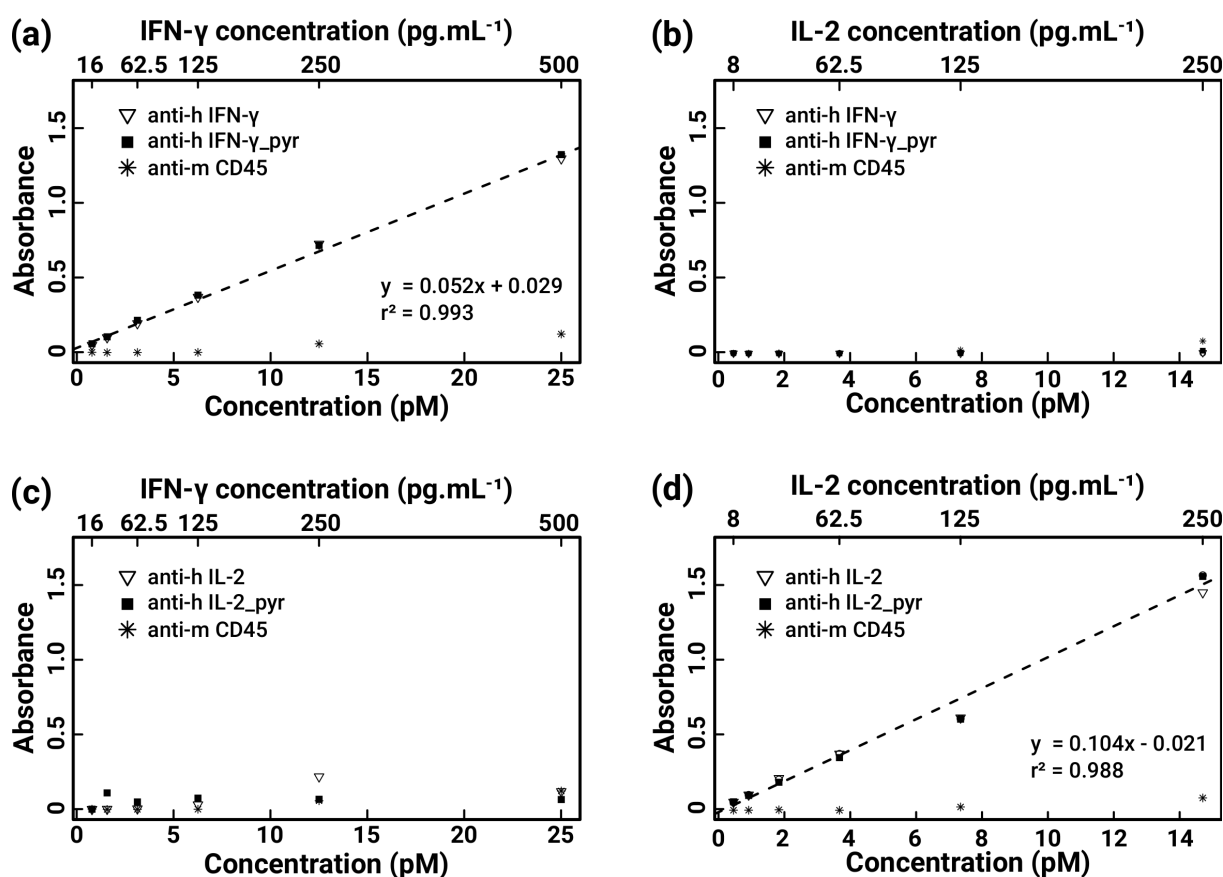 (a)
IFN-γ concentration (pg.mL⁻¹)
16 62.5 125 250 500
Absorbance
1.5
1.0
0.5
0
anti-h IFN-γ
anti-h IFN-γ_pyr
anti-m CD45
y = 0.052x + 0.029
r² = 0.993
0 5 10 15 20 25
Concentration (pM)
(b)
IL-2 concentration (pg.mL⁻¹)
8 62.5 125 250
Absorbance
1.5
1.0
0.5
0
anti-h IFN-γ
anti-h IFN-γ_pyr
anti-m CD45
0 2 4 6 8 10 12 14
Concentration (pM)
(c)
IFN-γ concentration (pg.mL⁻¹)
16 62.5 125 250 500
Absorbance
1.5
1.0
0.5
0
anti-h IL-2
anti-h IL-2_pyr
anti-m CD45
0 5 10 15 20 25
Concentration (pM)
(d)
IL-2 concentration (pg.mL⁻¹)
8 62.5 125 250
Absorbance
1.5
1.0
0.5
0
anti-h IL-2
anti-h IL-2_pyr
anti-m CD45
y = 0.104x - 0.021
r² = 0.988
0 2 4 6 8 10 12 14
Concentration (pM)